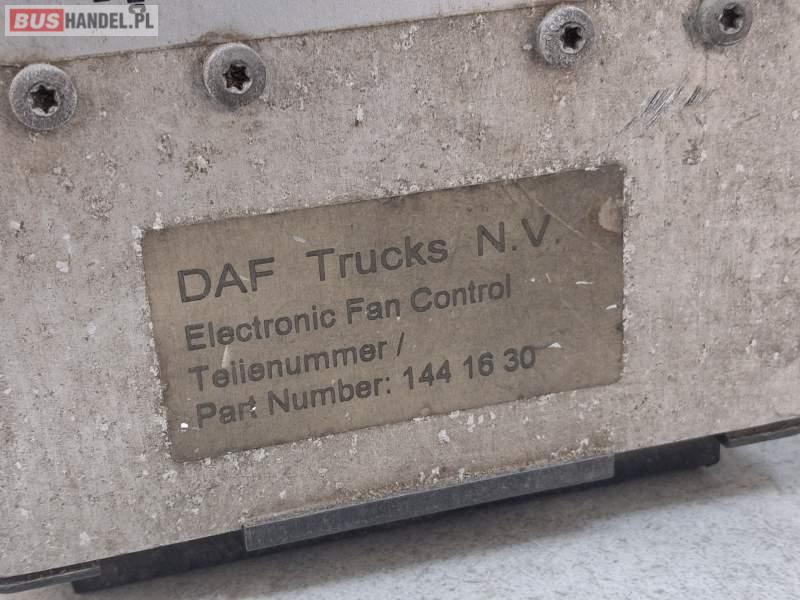 BUSHANDEL.PL
DAF Trucks N.V.
Electronic Fan Control
Teilenummer /
Part Number: 144 16 30